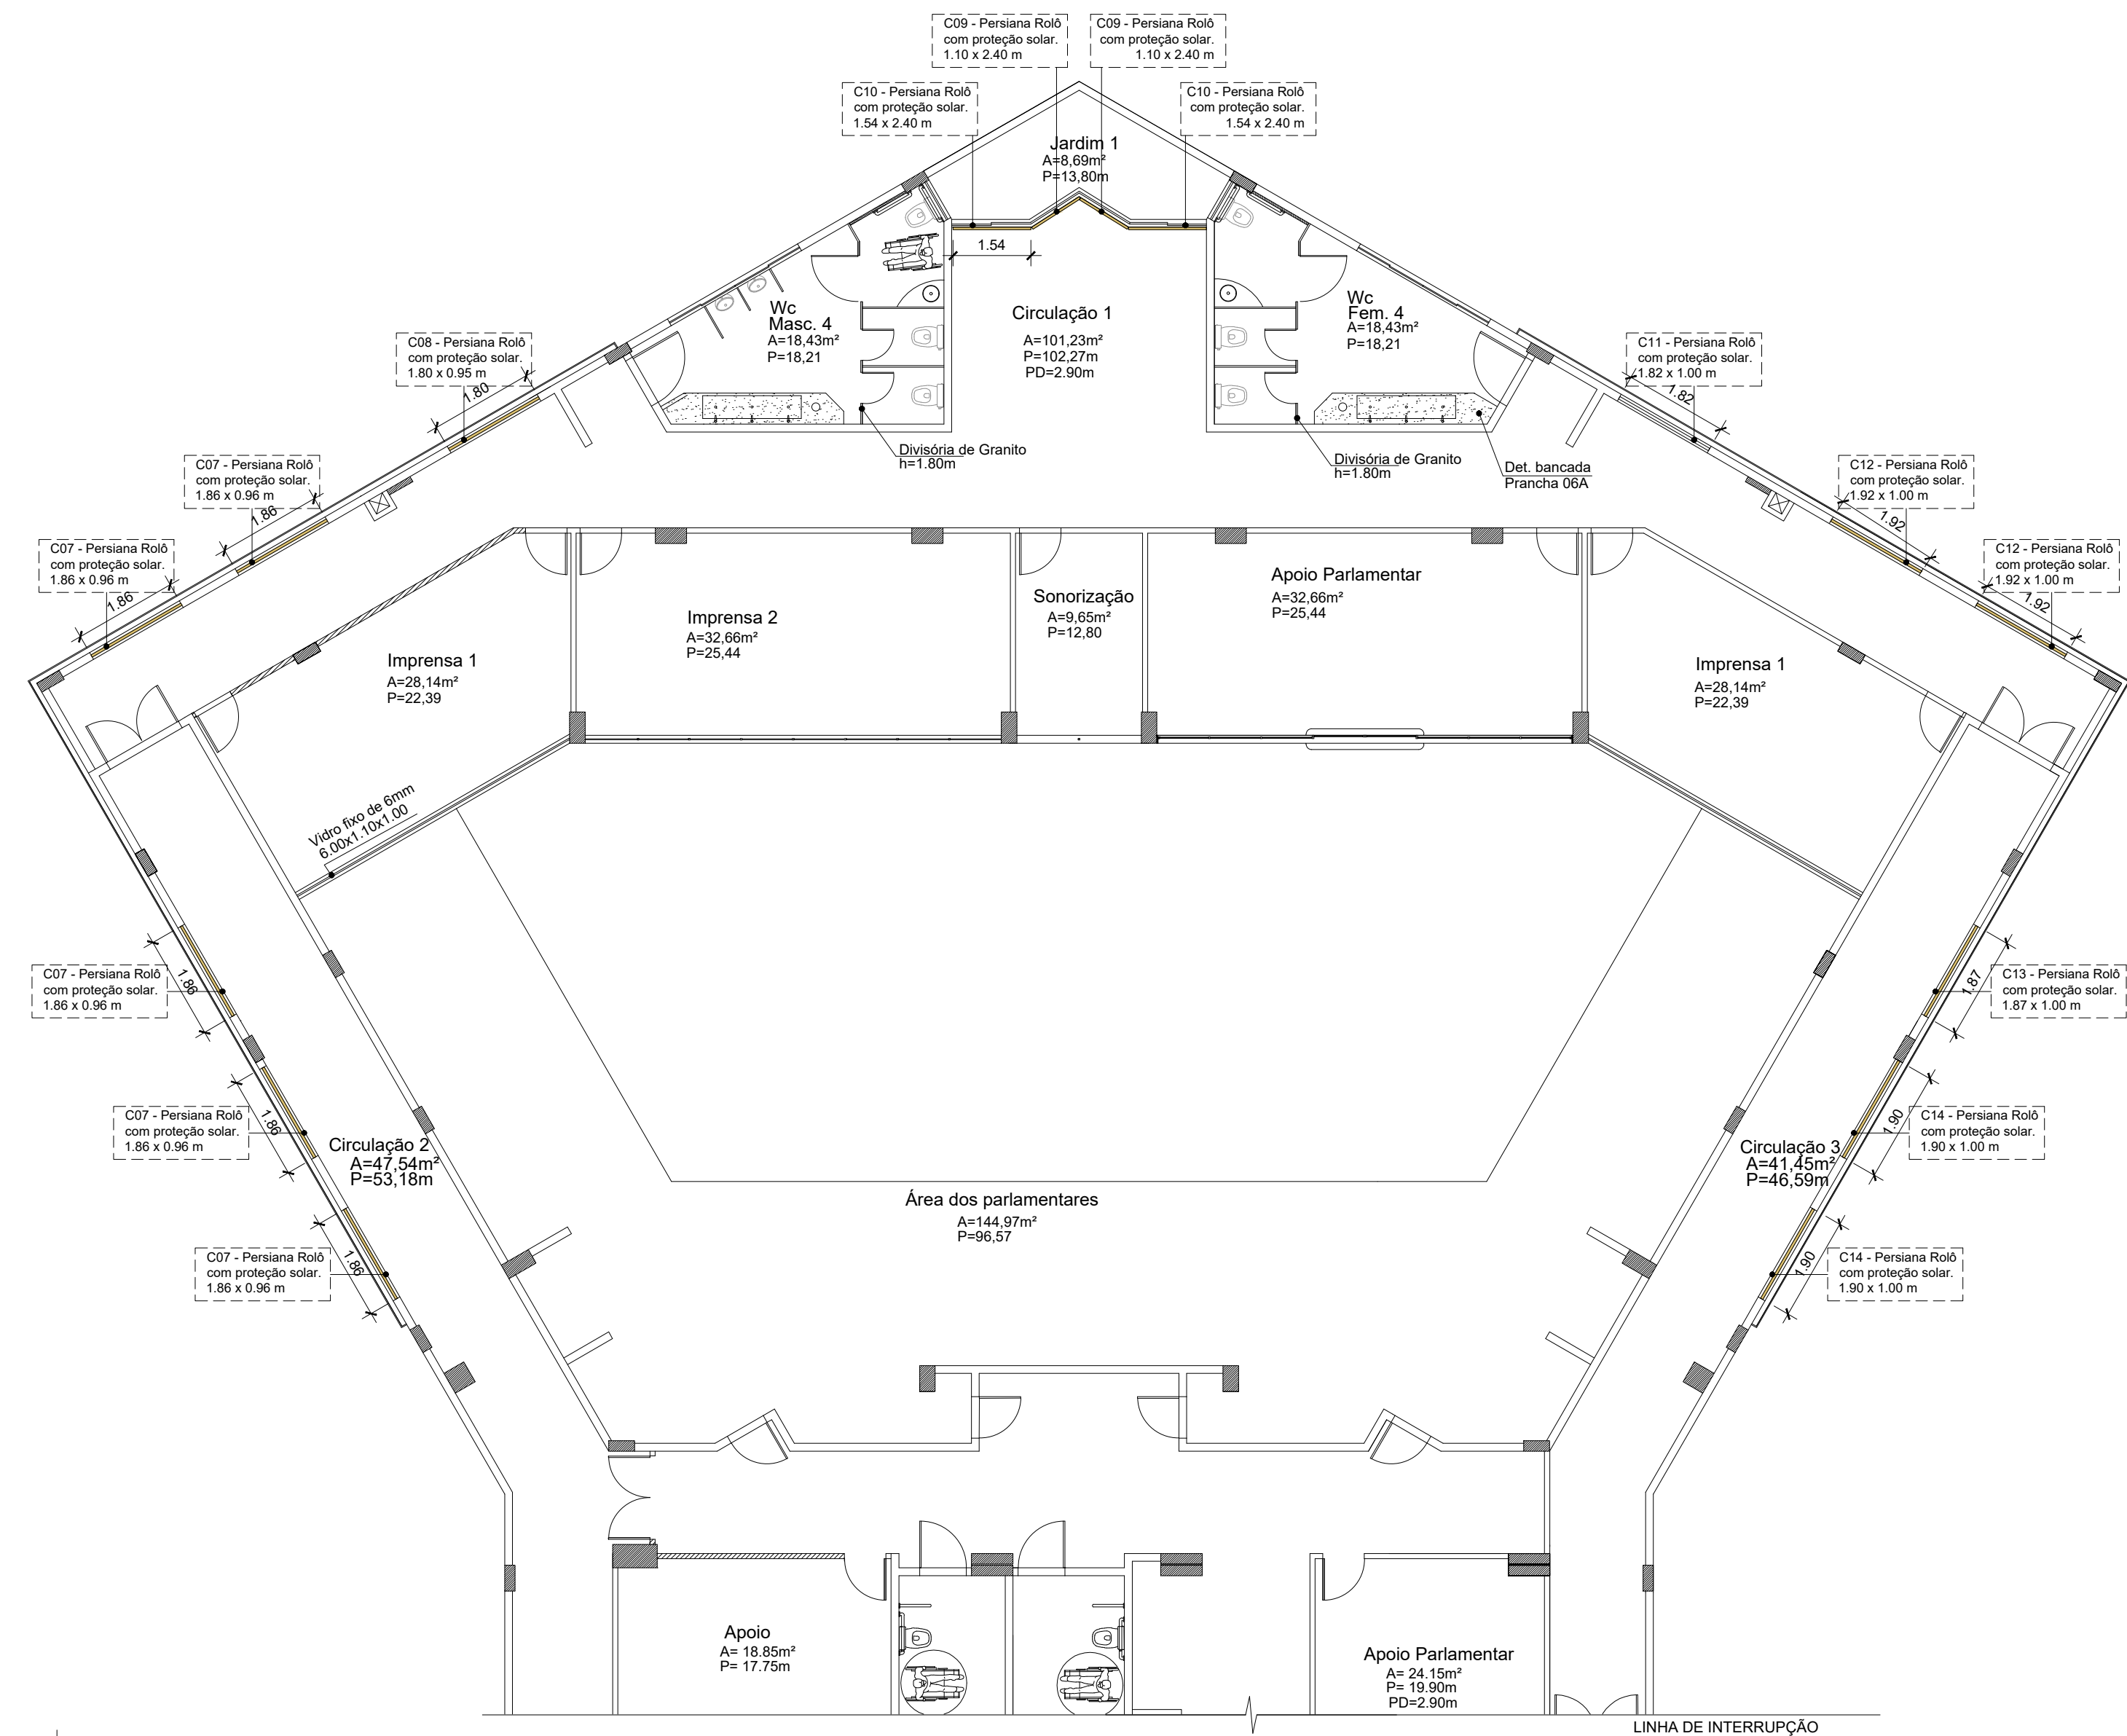 C09 - Persiana Rolô
com proteção solar.
1.10 x 2.40 m
C09 - Persiana Rolô
com proteção solar.
1.10 x 2.40 m
C10 - Persiana Rolô
com proteção solar.
1.54 x 2.40 m
C10 - Persiana Rolô
com proteção solar.
1.54 x 2.40 m
Jardim 1
A=8,69m²
P=13,80m
1.54
Circulação 1
A=101,23m²
P=102,27m
PD=2.90m
Wc
Masc. 4
A=18,43m²
P=18,21
Wc
Fem. 4
A=18,43m²
P=18,21
C08 - Persiana Rolô
com proteção solar.
1.80 x 0.95 m
1.80
C11 - Persiana Rolô
com proteção solar.
1.82 x 1.00 m
1.82
Divisória de Granito
h=1.80m
Divisória de Granito
h=1.80m
Det. bancada
Prancha 06A
C07 - Persiana Rolô
com proteção solar.
1.86 x 0.96 m
1.86
C12 - Persiana Rolô
com proteção solar.
1.92 x 1.00 m
1.92
C07 - Persiana Rolô
com proteção solar.
1.86 x 0.96 m
1.86
C12 - Persiana Rolô
com proteção solar.
1.92 x 1.00 m
1.92
Imprensa 1
A=28,14m²
P=22,39
Imprensa 2
A=32,66m²
P=25,44
Sonorização
A=9,65m²
P=12,80
Apoio Parlamentar
A=32,66m²
P=25,44
Imprensa 1
A=28,14m²
P=22,39
Vidro fixo de 6mm
6.00x1.10x1.00
C07 - Persiana Rolô
com proteção solar.
1.86 x 0.96 m
1.86
C13 - Persiana Rolô
com proteção solar.
1.87 x 1.00 m
1.87
C07 - Persiana Rolô
com proteção solar.
1.86 x 0.96 m
1.86
C14 - Persiana Rolô
com proteção solar.
1.90 x 1.00 m
1.90
Circulação 2
A=47,54m²
P=53,18m
Circulação 3
A=41,45m²
P=46,59m
Área dos parlamentares
A=144,97m²
P=96,57
C07 - Persiana Rolô
com proteção solar.
1.86 x 0.96 m
1.86
C14 - Persiana Rolô
com proteção solar.
1.90 x 1.00 m
1.90
Apoio
A= 18.85m²
P= 17.75m
Apoio Parlamentar
A= 24.15m²
P= 19.90m
PD=2.90m
LINHA DE INTERRUPÇÃO